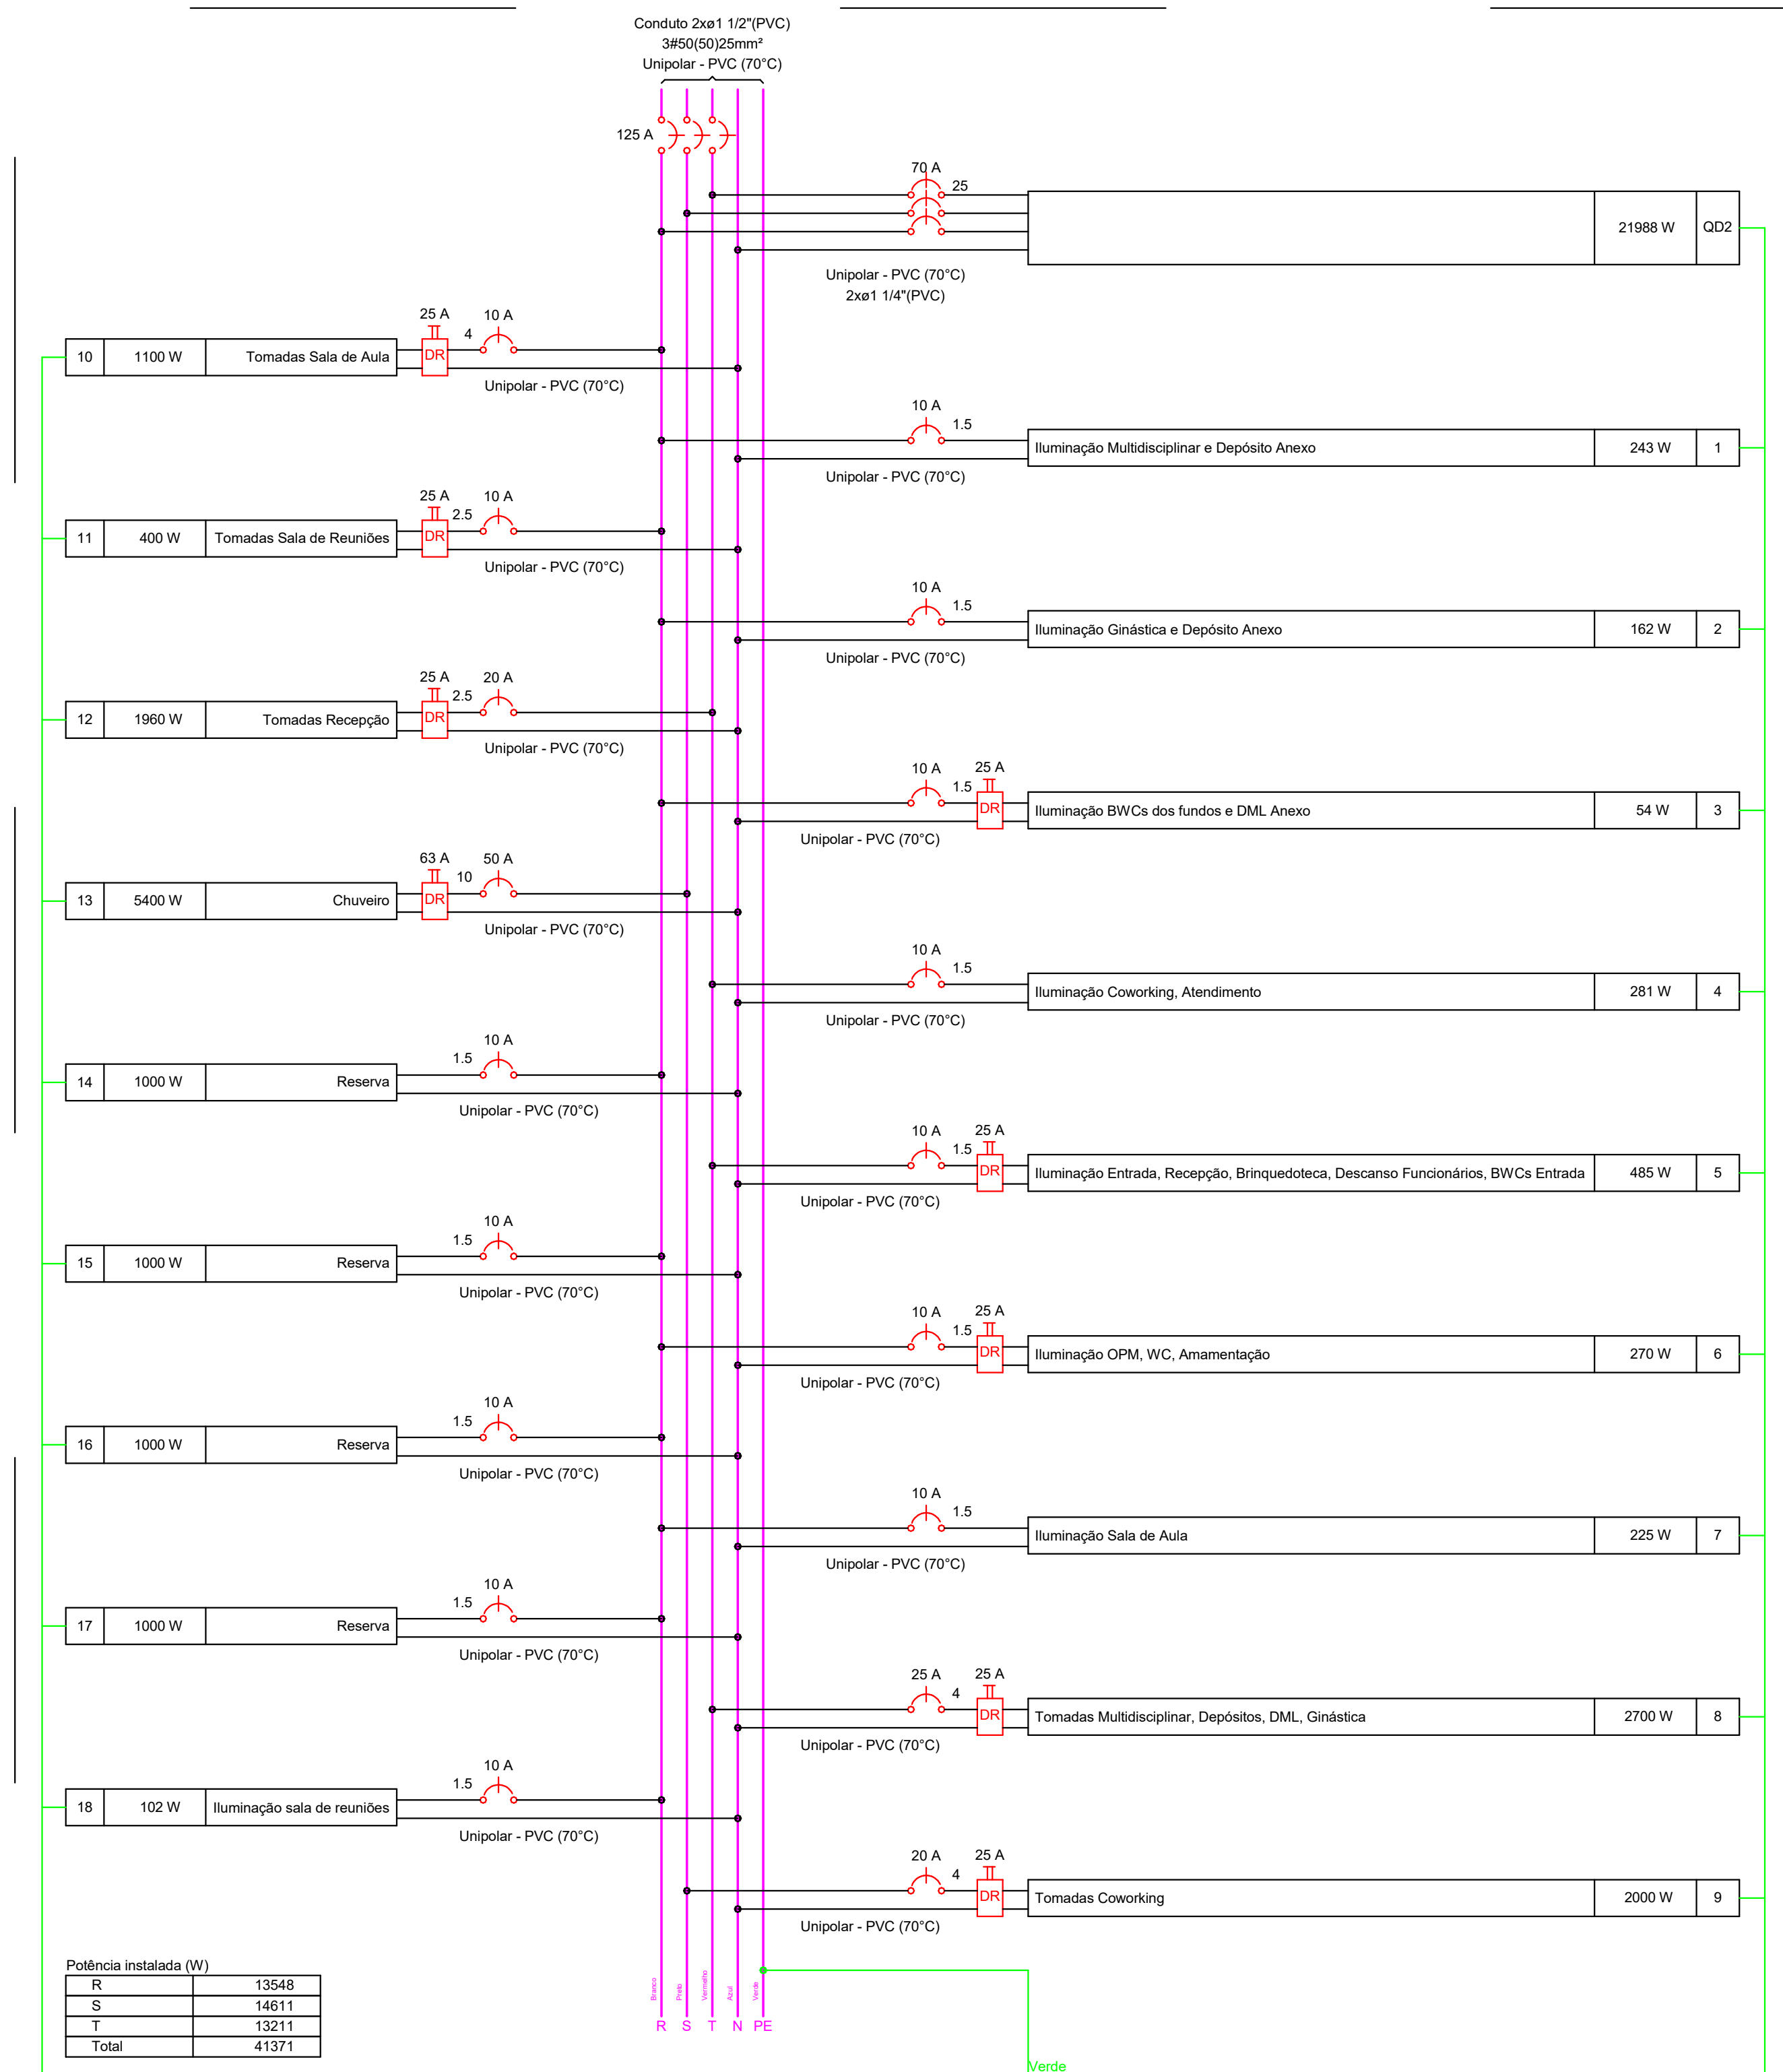 Conduto 2xø1 1/2"(PVC)
3#50(50)25mm²
Unipolar - PVC (70°C)
125 A
70 A
25
21988 W
QD2
Unipolar - PVC (70°C)
2xø1 1/4"(PVC)
25 A
4
10 A
10
1100 W
Tomadas Sala de Aula
DR
Unipolar - PVC (70°C)
10 A
1.5
Iluminação Multidisciplinar e Depósito Anexo
243 W
1
Unipolar - PVC (70°C)
25 A
2.5
10 A
11
400 W
Tomadas Sala de Reuniões
DR
Unipolar - PVC (70°C)
10 A
1.5
Iluminação Ginástica e Depósito Anexo
162 W
2
Unipolar - PVC (70°C)
25 A
2.5
20 A
12
1960 W
Tomadas Recepção
DR
Unipolar - PVC (70°C)
10 A
1.5
25 A
DR
Iluminação BWCs dos fundos e DML Anexo
54 W
3
Unipolar - PVC (70°C)
63 A
10
50 A
13
5400 W
Chuveiro
DR
Unipolar - PVC (70°C)
10 A
1.5
Iluminação Coworking, Atendimento
281 W
4
Unipolar - PVC (70°C)
10 A
1.5
14
1000 W
Reserva
Unipolar - PVC (70°C)
10 A
1.5
25 A
DR
Iluminação Entrada, Recepção, Brinquedoteca, Descanso Funcionários, BWCs Entrada
485 W
5
Unipolar - PVC (70°C)
10 A
1.5
15
1000 W
Reserva
Unipolar - PVC (70°C)
10 A
1.5
25 A
DR
Iluminação OPM, WC, Amamentação
270 W
6
Unipolar - PVC (70°C)
10 A
1.5
16
1000 W
Reserva
Unipolar - PVC (70°C)
10 A
1.5
Iluminação Sala de Aula
225 W
7
Unipolar - PVC (70°C)
10 A
1.5
17
1000 W
Reserva
Unipolar - PVC (70°C)
25 A
4
25 A
DR
Tomadas Multidisciplinar, Depósitos, DML, Ginástica
2700 W
8
Unipolar - PVC (70°C)
10 A
1.5
18
102 W
Iluminação sala de reuniões
Unipolar - PVC (70°C)
20 A
4
25 A
DR
Tomadas Coworking
2000 W
9
Unipolar - PVC (70°C)
Potência instalada (W)
R 13548
S 14611
T 13211
Total 41371
Branco
Preto
Vermelho
Azul
Verde
R S T N PE
Verde